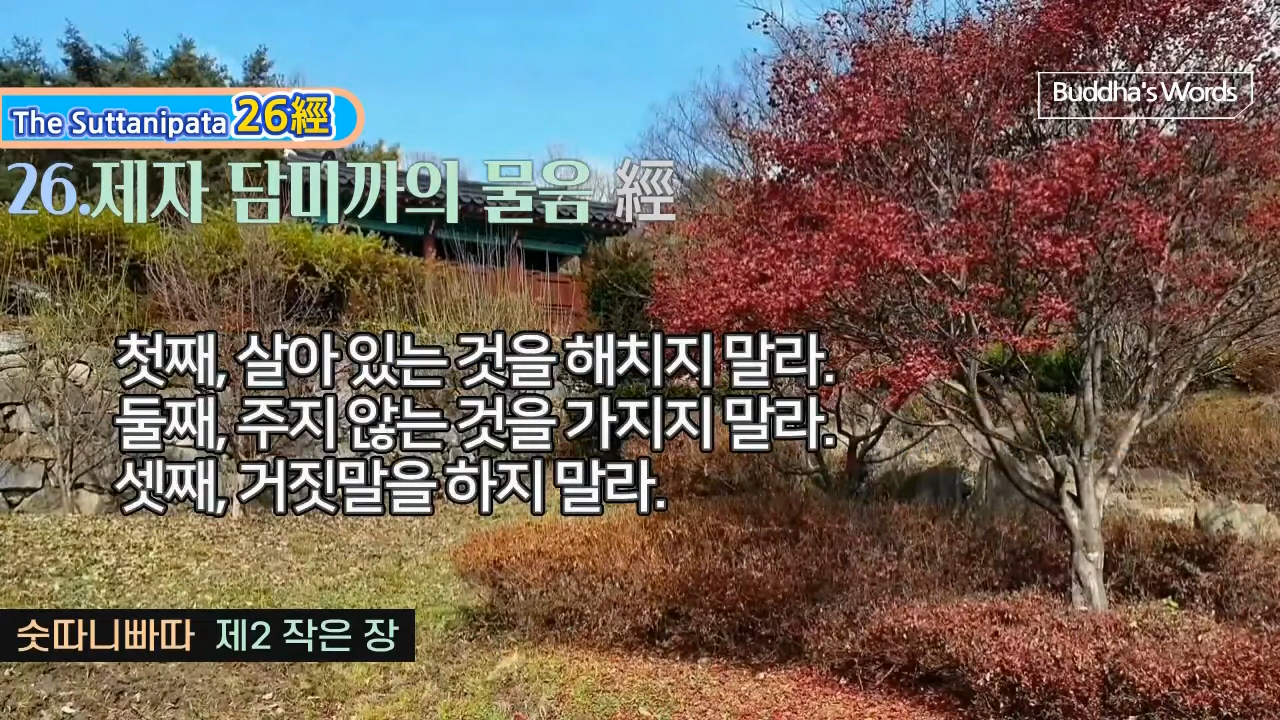 Buddha's Words
The Suttanipata 26經
26.제자 담미까의 물음 經
첫째, 살아 있는 것을 해치지 말라.
둘째, 주지 않는 것을 가지지 말라.
셋째, 거짓말을 하지 말라.
숫따니빠따 제2 작은 장